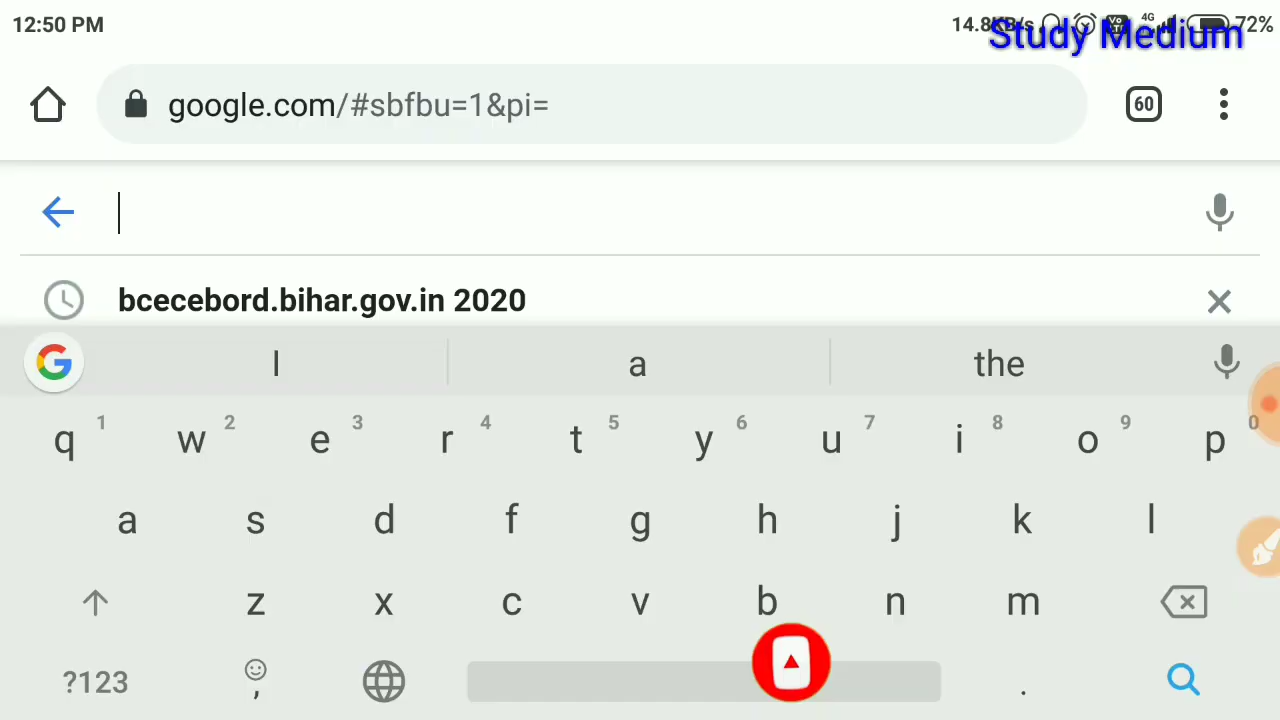 12:50 PM
14.8KB/s 4G 72%
Study Medium
google.com/#sbfbu=1&pi=
60
bcecebord.bihar.gov.in 2020
I a the
q 1 w 2 e 3 r 4 t 5 y 6 u 7 i 8 o 9 p 0
a s d f g h j k l
z x c v b n m
?123 , .